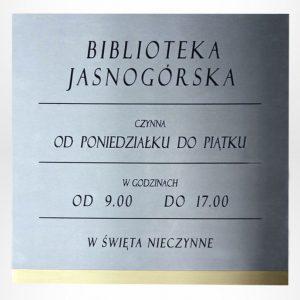 BIBLIOTEKA
JASNOGÓRSKA
CZYNNA
OD PONIEDZIAŁKU DO PIĄTKU
W GODZINACH
OD 9.00 DO 17.00
W ŚWIĘTA NIECZYNNE